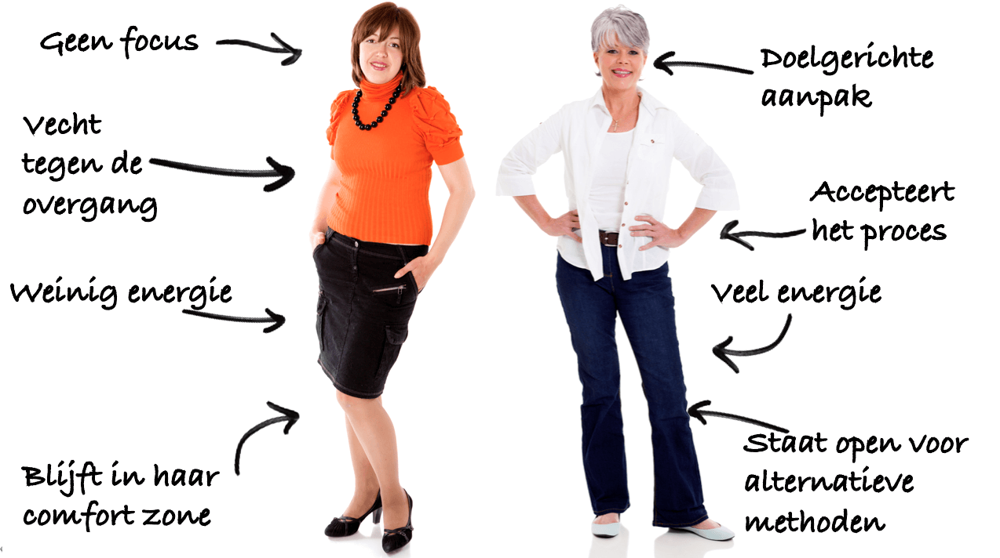 Geen focus
Vecht
tegen de
overgang
Weinig energie
Blijft in haar
comfort zone
Doelgerichte
aanpak
Accepteert
het proces
Veel energie
Staat open voor
alternatieve
methoden